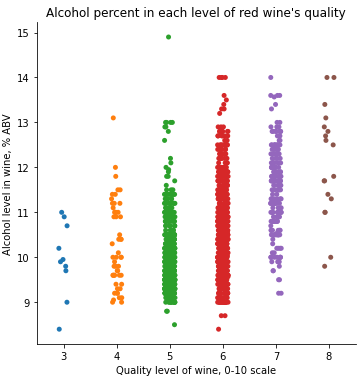 Alcohol percent in each level of red wine's quality
Alcohol level in wine, % ABV
15
14
13
12
11
10
9
3 4 5 6 7 8
Quality level of wine, 0-10 scale